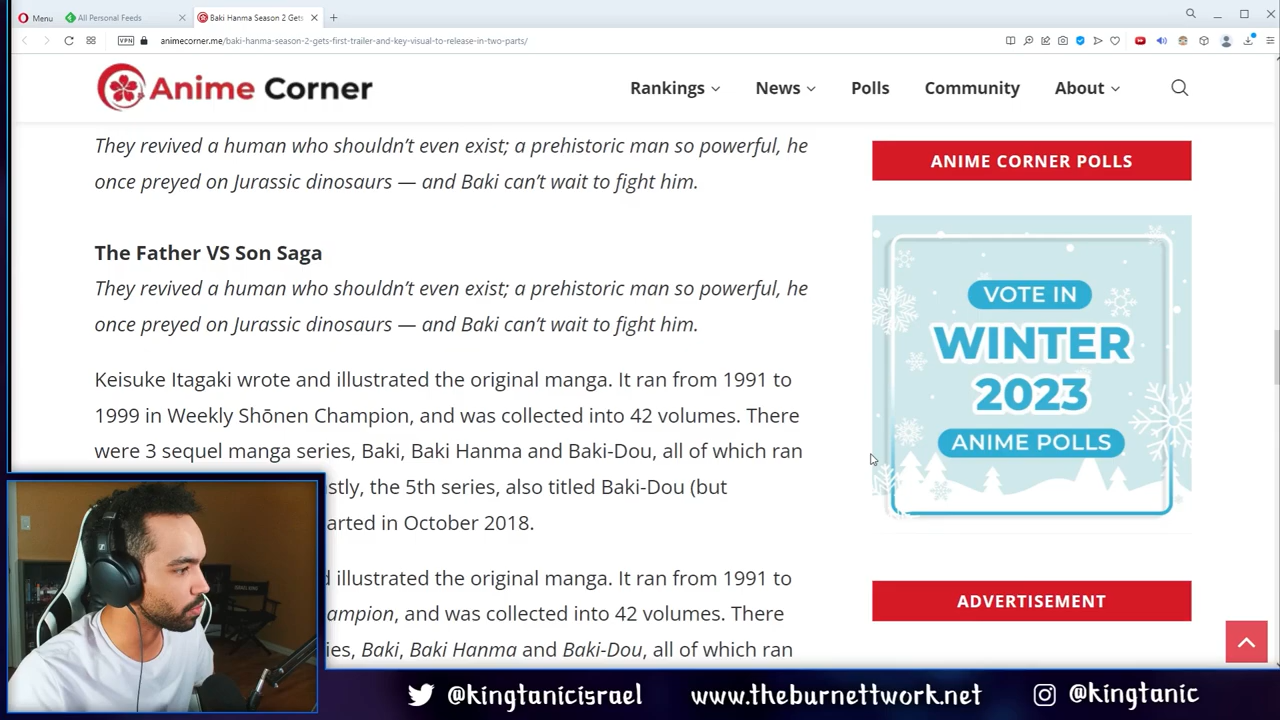 Menu
All Personal Feeds
Baki Hanma Season 2 Gets
VPN
animecorner.me/baki-hanma-season-2-gets-first-trailer-and-key-visual-to-release-in-two-parts/
Anime Corner
Rankings
News
Polls
Community
About
They revived a human who shouldn't even exist; a prehistoric man so powerful, he
once preyed on Jurassic dinosaurs — and Baki can't wait to fight him.
The Father VS Son Saga
They revived a human who shouldn't even exist; a prehistoric man so powerful, he
once preyed on Jurassic dinosaurs — and Baki can't wait to fight him.
Keisuke Itagaki wrote and illustrated the original manga. It ran from 1991 to
1999 in Weekly Shōnen Champion, and was collected into 42 volumes. There
were 3 sequel manga series, Baki, Baki Hanma and Baki-Dou, all of which ran
stly, the 5th series, also titled Baki-Dou (but
arted in October 2018.
d illustrated the original manga. It ran from 1991 to
ampion, and was collected into 42 volumes. There
ies, Baki, Baki Hanma and Baki-Dou, all of which ran
ANIME CORNER POLLS
VOTE IN
WINTER
2023
ANIME POLLS
ADVERTISEMENT
@kingtanicisrael
www.theburnettwork.net
@kingtanic